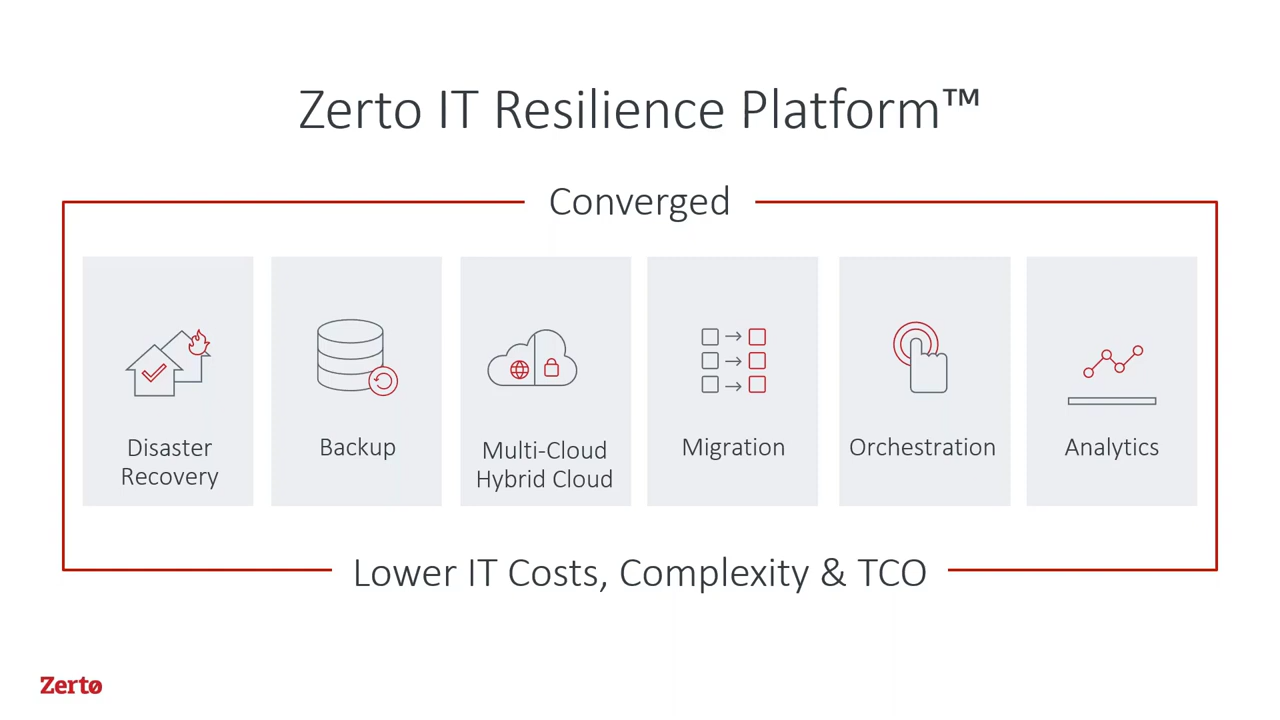 Zerto IT Resilience Platform™
Converged
Disaster
Recovery
Backup
Multi-Cloud
Hybrid Cloud
Migration
Orchestration
Analytics
Lower IT Costs, Complexity & TCO
Zerto